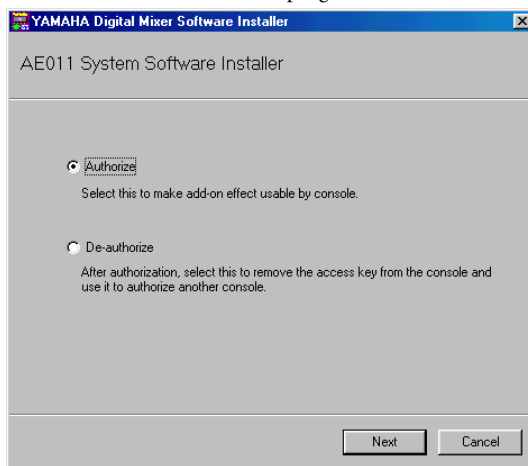 YAMAHA Digital Mixer Software Installer
AE011 System Software Installer
Authorize
Select this to make add-on effect usable by console.
De-authorize
After authorization, select this to remove the access key from the console and
use it to authorize another console.
Next Cancel